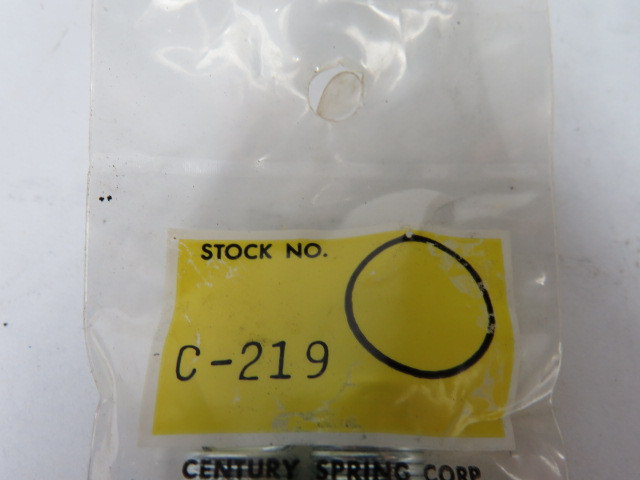 STOCK NO.
C-219
CENTURY SPRING CORP